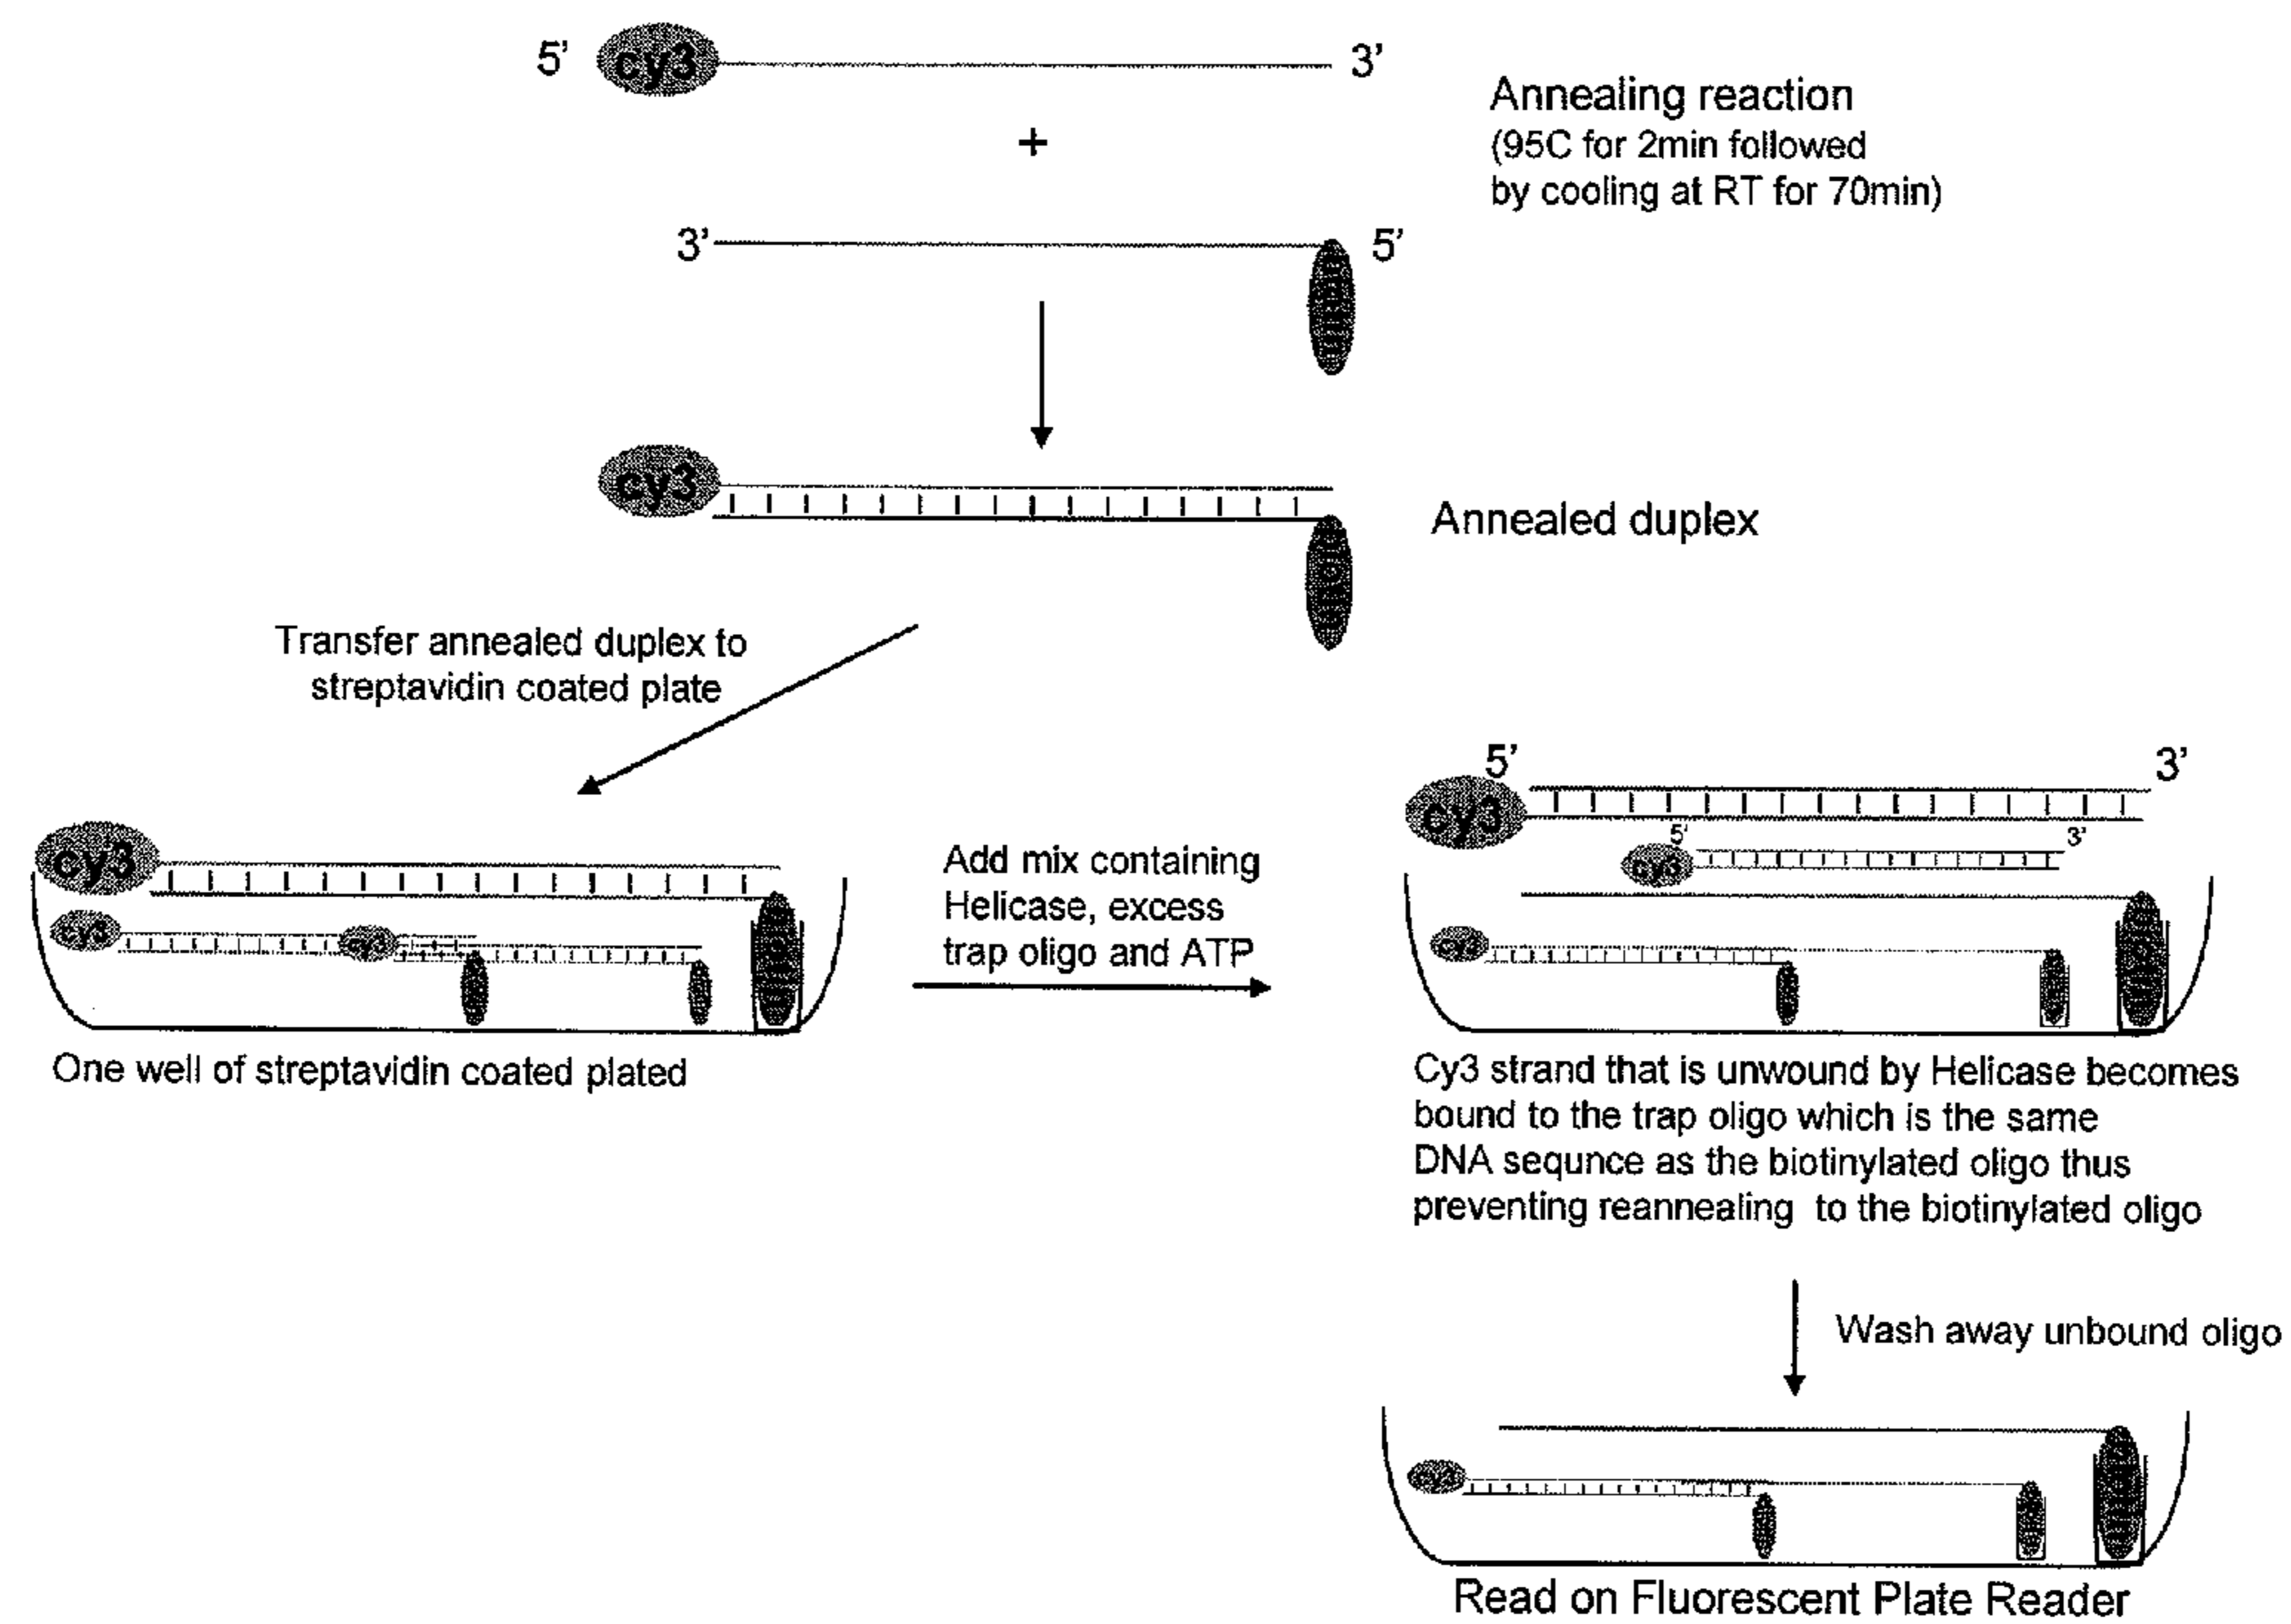 5'
cy3
3'
Annealing reaction
(95C for 2min followed
by cooling at RT for 70min)
+
3'
5'
cy3
Annealed duplex
Transfer annealed duplex to
streptavidin coated plate
cy3
cy3
cy3
One well of streptavidin coated plated
Add mix containing
Helicase, excess
trap oligo and ATP
5'
3'
cy3
5'
3'
cy3
cy3
Cy3 strand that is unwound by Helicase becomes
bound to the trap oligo which is the same
DNA sequnce as the biotinylated oligo thus
preventing reannealing to the biotinylated oligo
Wash away unbound oligo
cy3
Read on Fluorescent Plate Reader